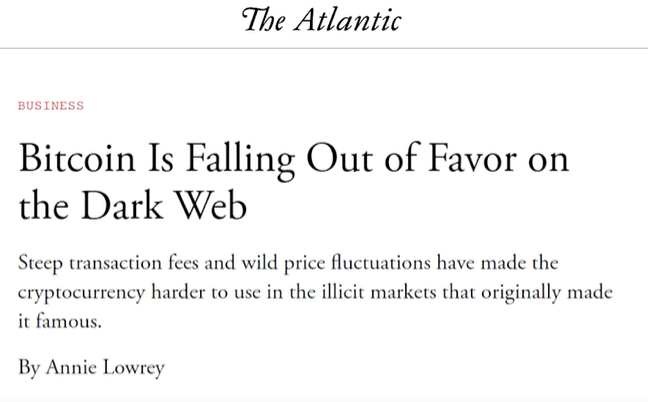 The Atlantic
BUSINESS
Bitcoin Is Falling Out of Favor on
the Dark Web
Steep transaction fees and wild price fluctuations have made the
cryptocurrency harder to use in the illicit markets that originally made
it famous.
By Annie Lowrey